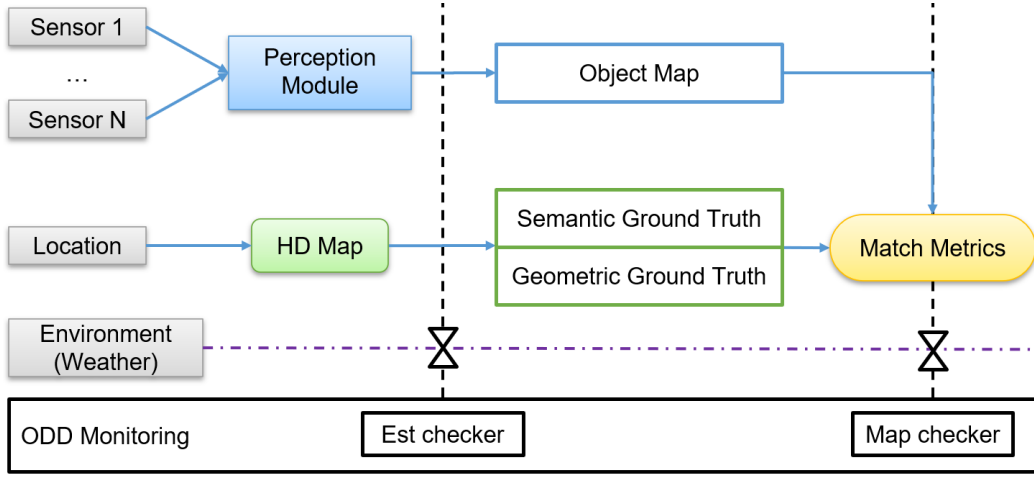 Sensor 1
...
Sensor N
Perception
Module
Object Map
Location
HD Map
Semantic Ground Truth
Geometric Ground Truth
Match Metrics
Environment
(Weather)
ODD Monitoring
Est checker
Map checker